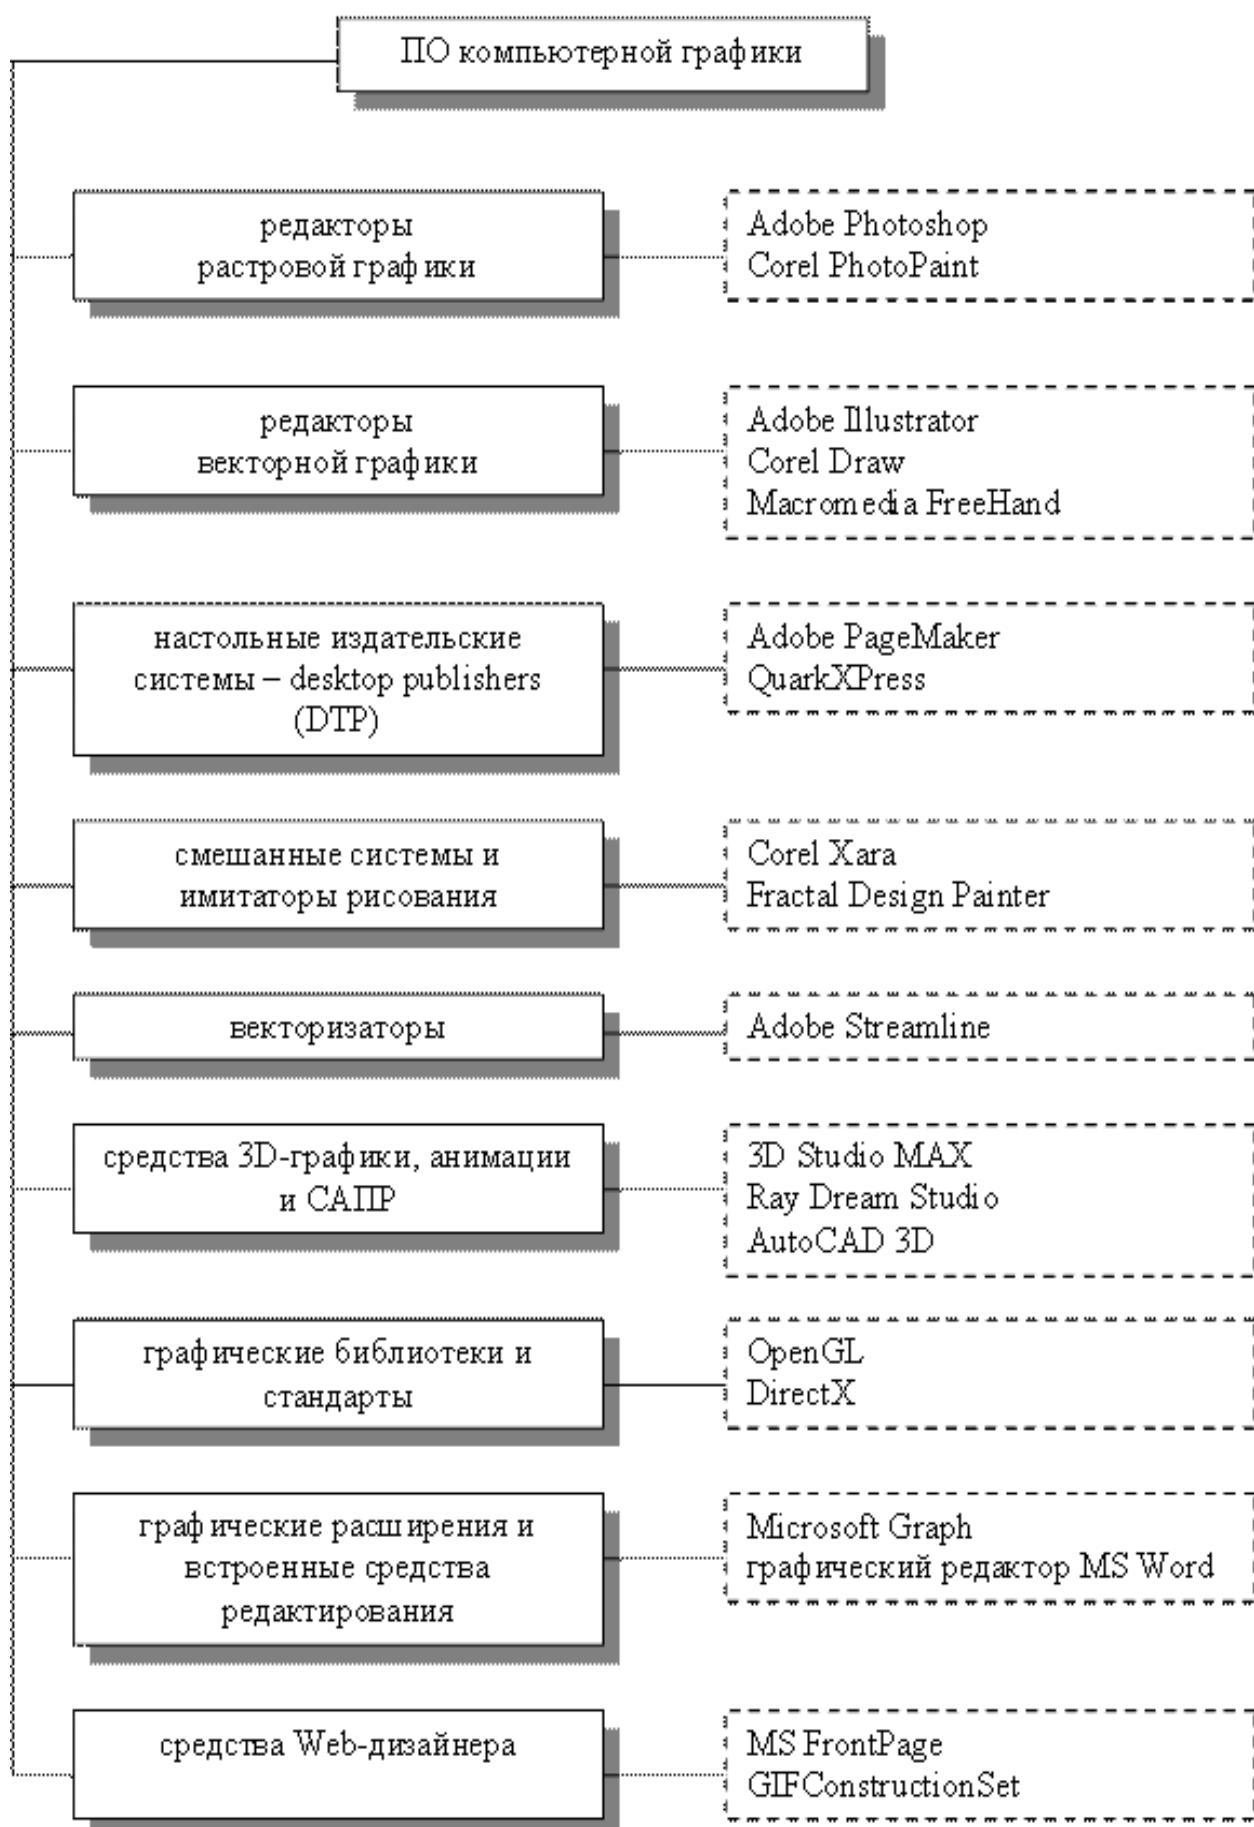 ПО компьютерной графики
редакторы
растровой графики
Adobe Photoshop
Corel PhotoPaint
редакторы
векторной графики
Adobe Illustrator
Corel Draw
Macromedia FreeHand
настольные издательские
системы – desktop publishers
(DTP)
Adobe PageMaker
QuarkXPress
смешанные системы и
имитаторы рисования
Corel Xara
Fractal Design Painter
векторизаторы
Adobe Streamline
средства 3D-графики, анимации
и САПР
3D Studio MAX
Ray Dream Studio
AutoCAD 3D
графические библиотеки и
стандарты
OpenGL
DirectX
графические расширения и
встроенные средства
редактирования
Microsoft Graph
графический редактор MS Word
средства Web-дизайнера
MS FrontPage
GIFConstructionSet